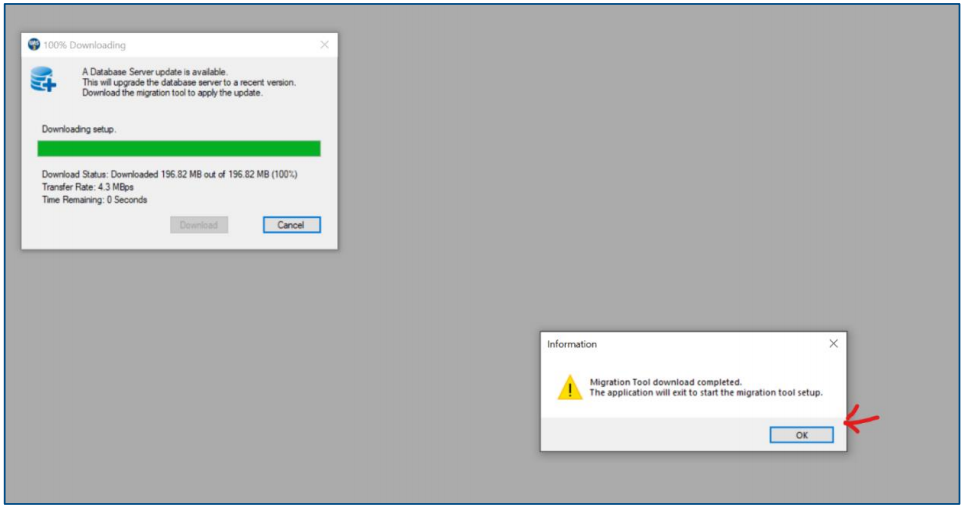 100% Downloading
A Database Server update is available.
This will upgrade the database server to a recent version.
Download the migration tool to apply the update.
Downloading setup.
Download Status: Downloaded 196.82 MB out of 196.82 MB (100%)
Transfer Rate: 4.3 MBps
Time Remaining: 0 Seconds
Download Cancel
Information
Migration Tool download completed.
The application will exit to start the migration tool setup.
OK